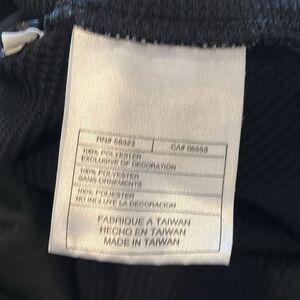 RN# 56323 CA# 05553
100% POLYESTER
EXCLUSIVE OF DECORATION
100% POLYESTER
SANS ORNEMENTS
100% POLIESTER
NO INCLUYE LA DECORACION
FABRIQUE A TAIWAN
HECHO EN TAIWAN
MADE IN TAIWAN